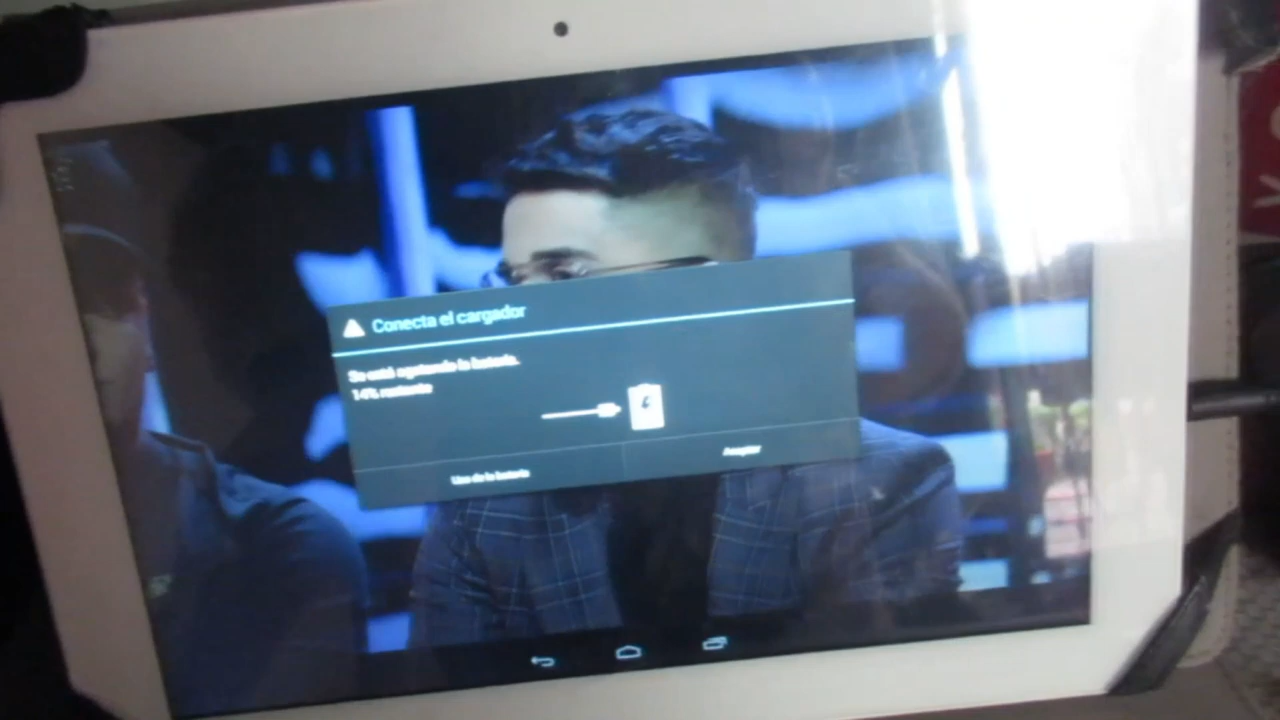 Conecta el cargador
Se está agotando la batería.
14% restante
Uso de la batería
Aceptar